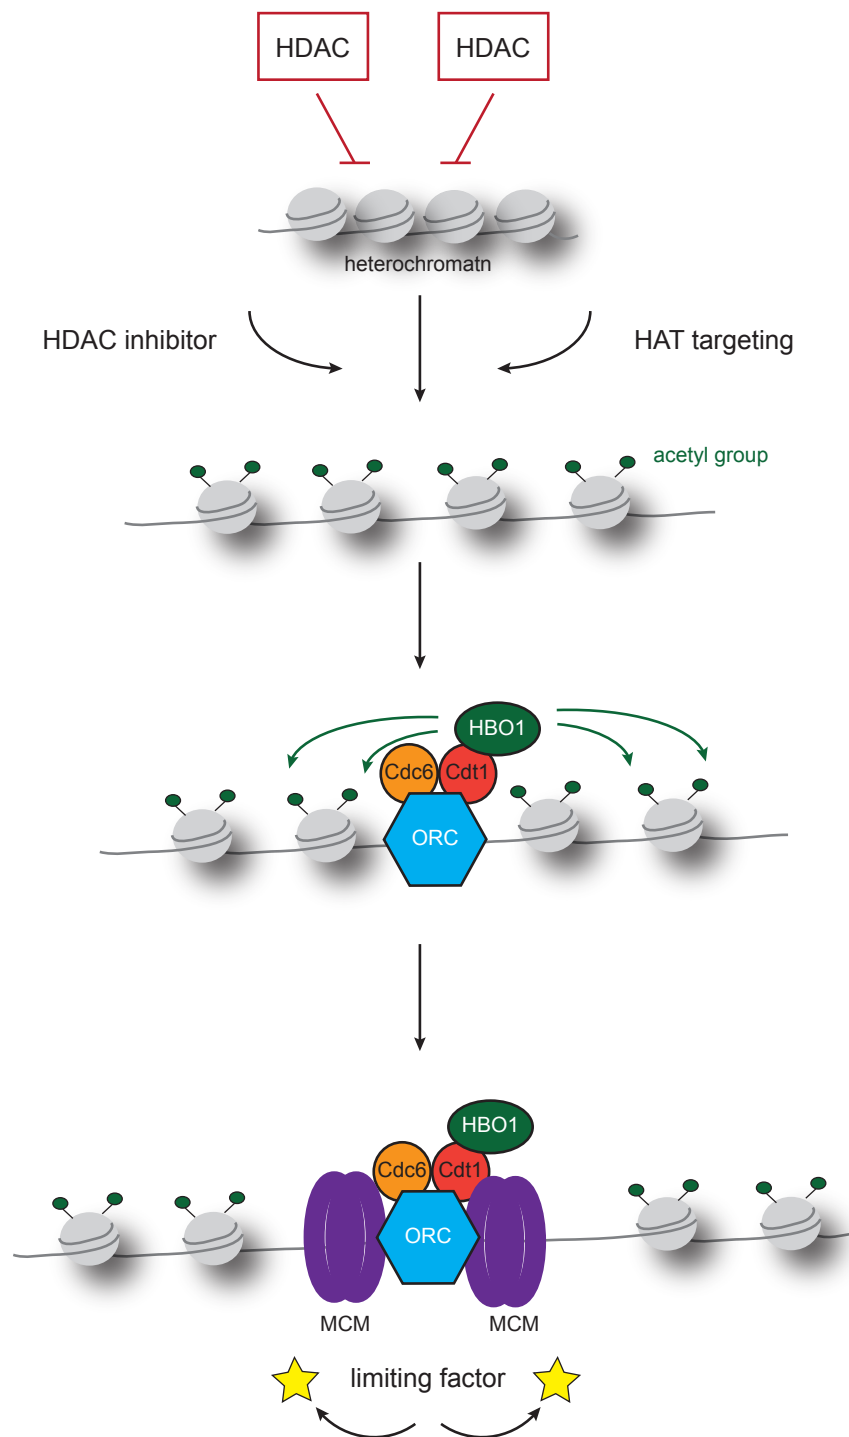 HDAC
HDAC
heterochromatn
HDAC inhibitor
HAT targeting
acetyl group
HBO1
Cdc6
Cdt1
ORC
HBO1
Cdc6
Cdt1
ORC
MCM
MCM
limiting factor